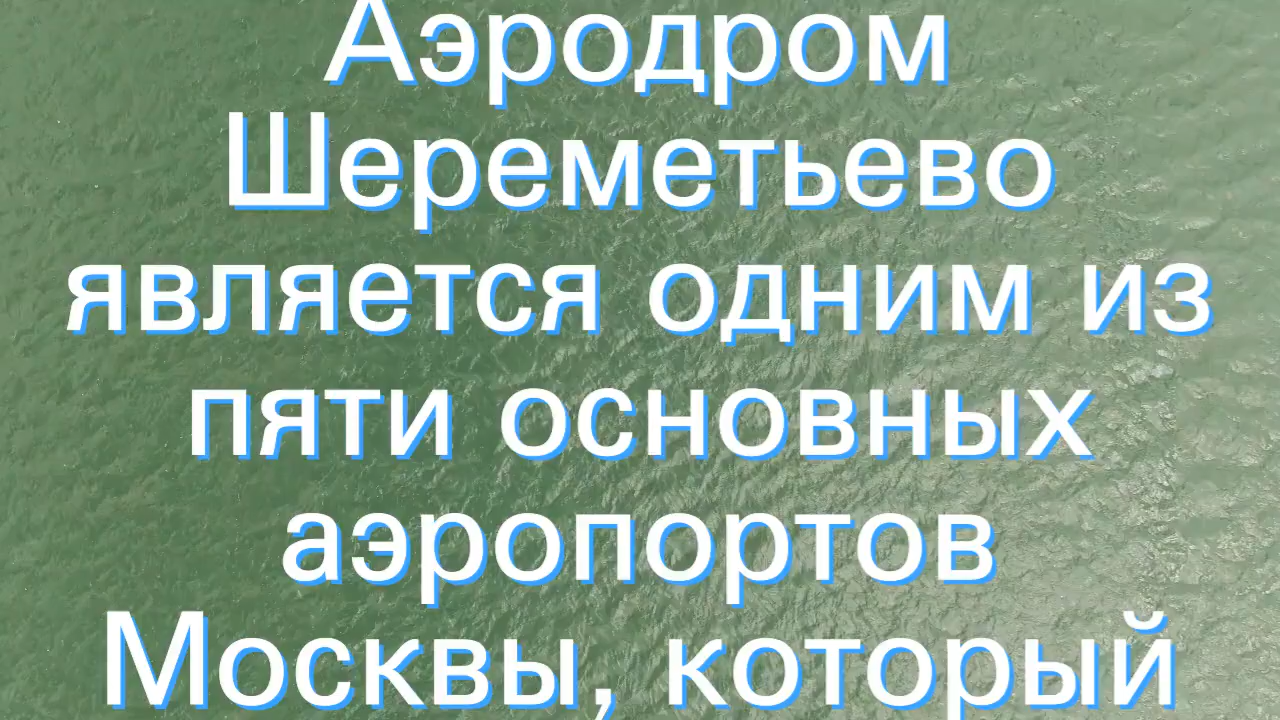 Аэродром
Шереметьево
является одним из
пяти основных
аэропортов
Москвы, который